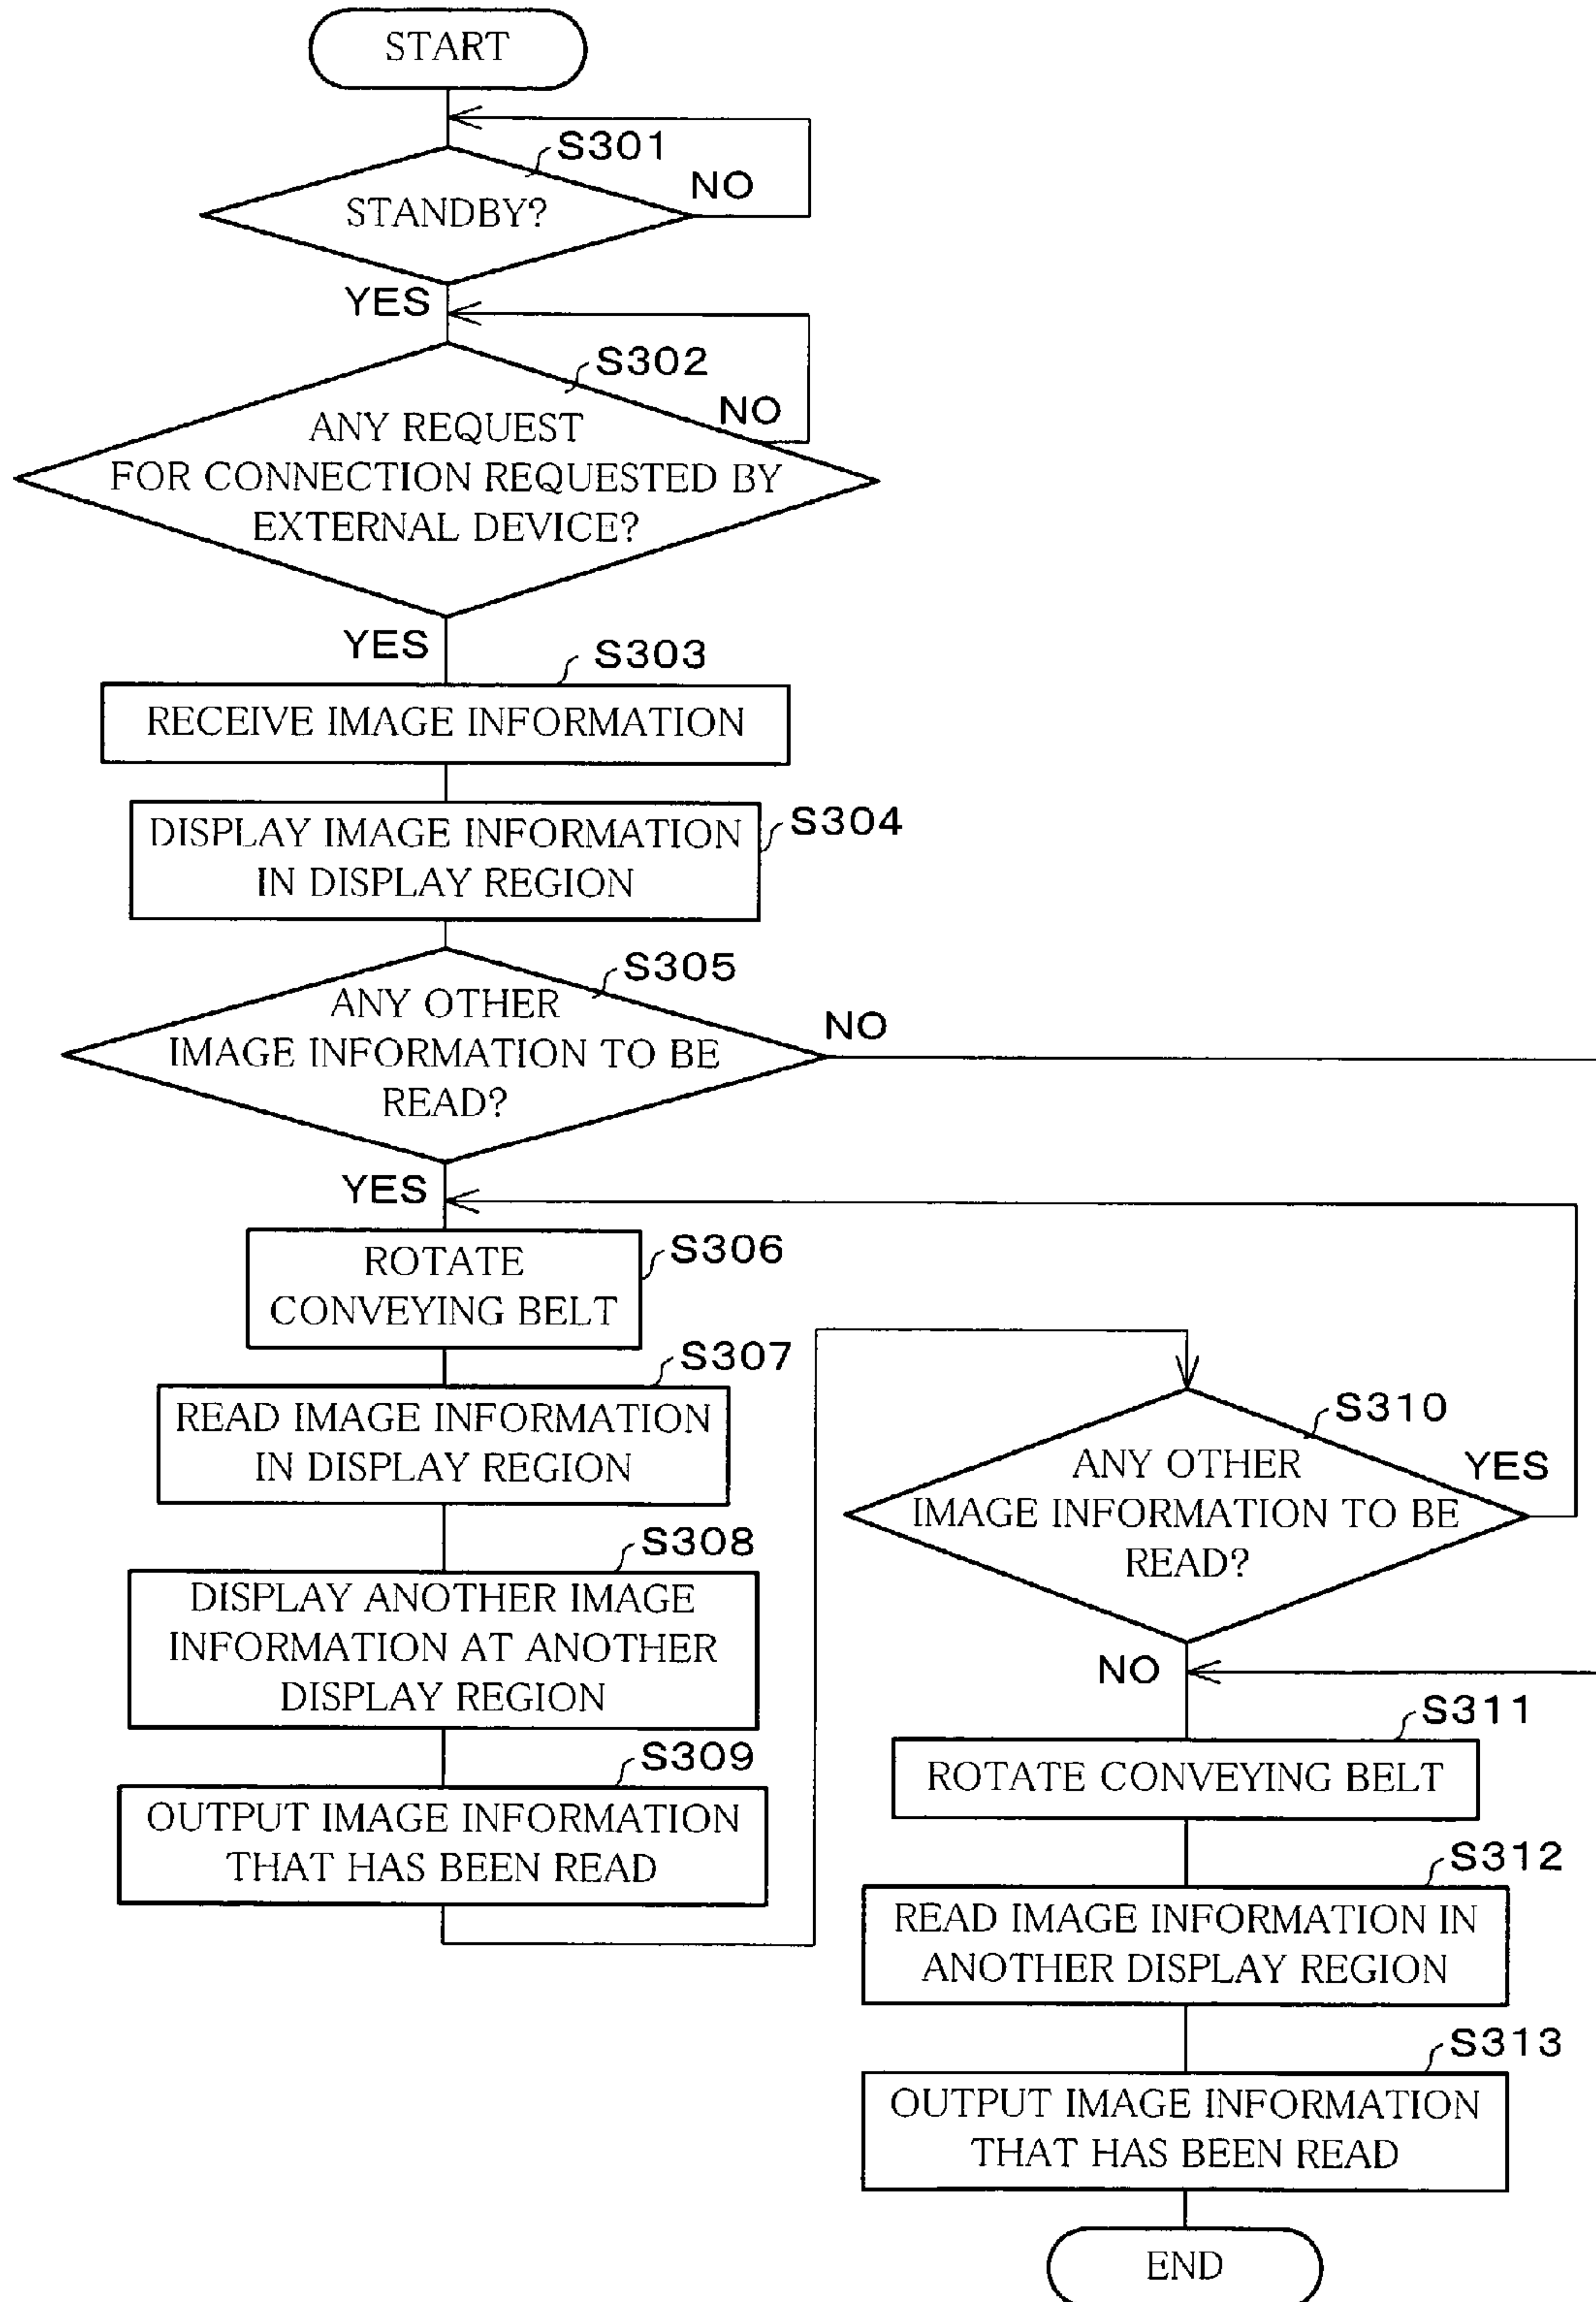 START
S301
STANDBY?
NO
YES
S302
NO
ANY REQUEST
FOR CONNECTION REQUESTED BY
EXTERNAL DEVICE?
YES
S303
RECEIVE IMAGE INFORMATION
S304
DISPLAY IMAGE INFORMATION
IN DISPLAY REGION
S305
ANY OTHER
IMAGE INFORMATION TO BE
READ?
NO
YES
S306
ROTATE
CONVEYING BELT
S307
READ IMAGE INFORMATION
IN DISPLAY REGION
S308
DISPLAY ANOTHER IMAGE
INFORMATION AT ANOTHER
DISPLAY REGION
S309
OUTPUT IMAGE INFORMATION
THAT HAS BEEN READ
S310
ANY OTHER
IMAGE INFORMATION TO BE
READ?
YES
NO
S311
ROTATE CONVEYING BELT
S312
READ IMAGE INFORMATION IN
ANOTHER DISPLAY REGION
S313
OUTPUT IMAGE INFORMATION
THAT HAS BEEN READ
END